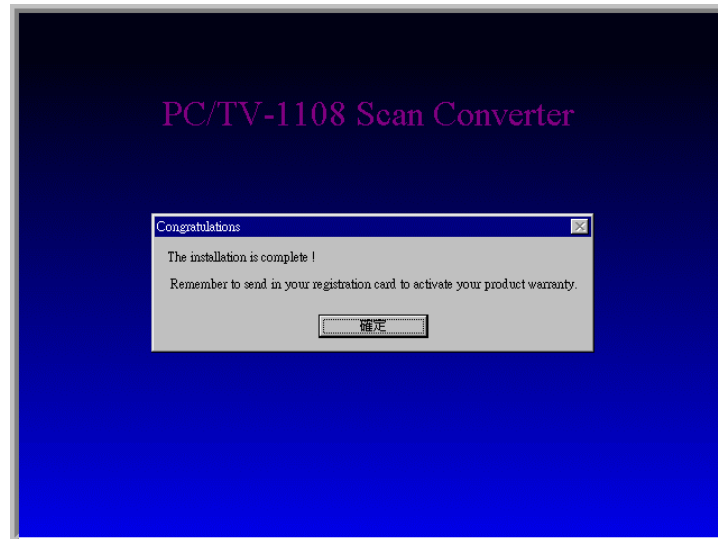 PC/TV-1108 Scan Converter
Congratulations
The installation is complete !
Remember to send in your registration card to activate your product warranty.
確定